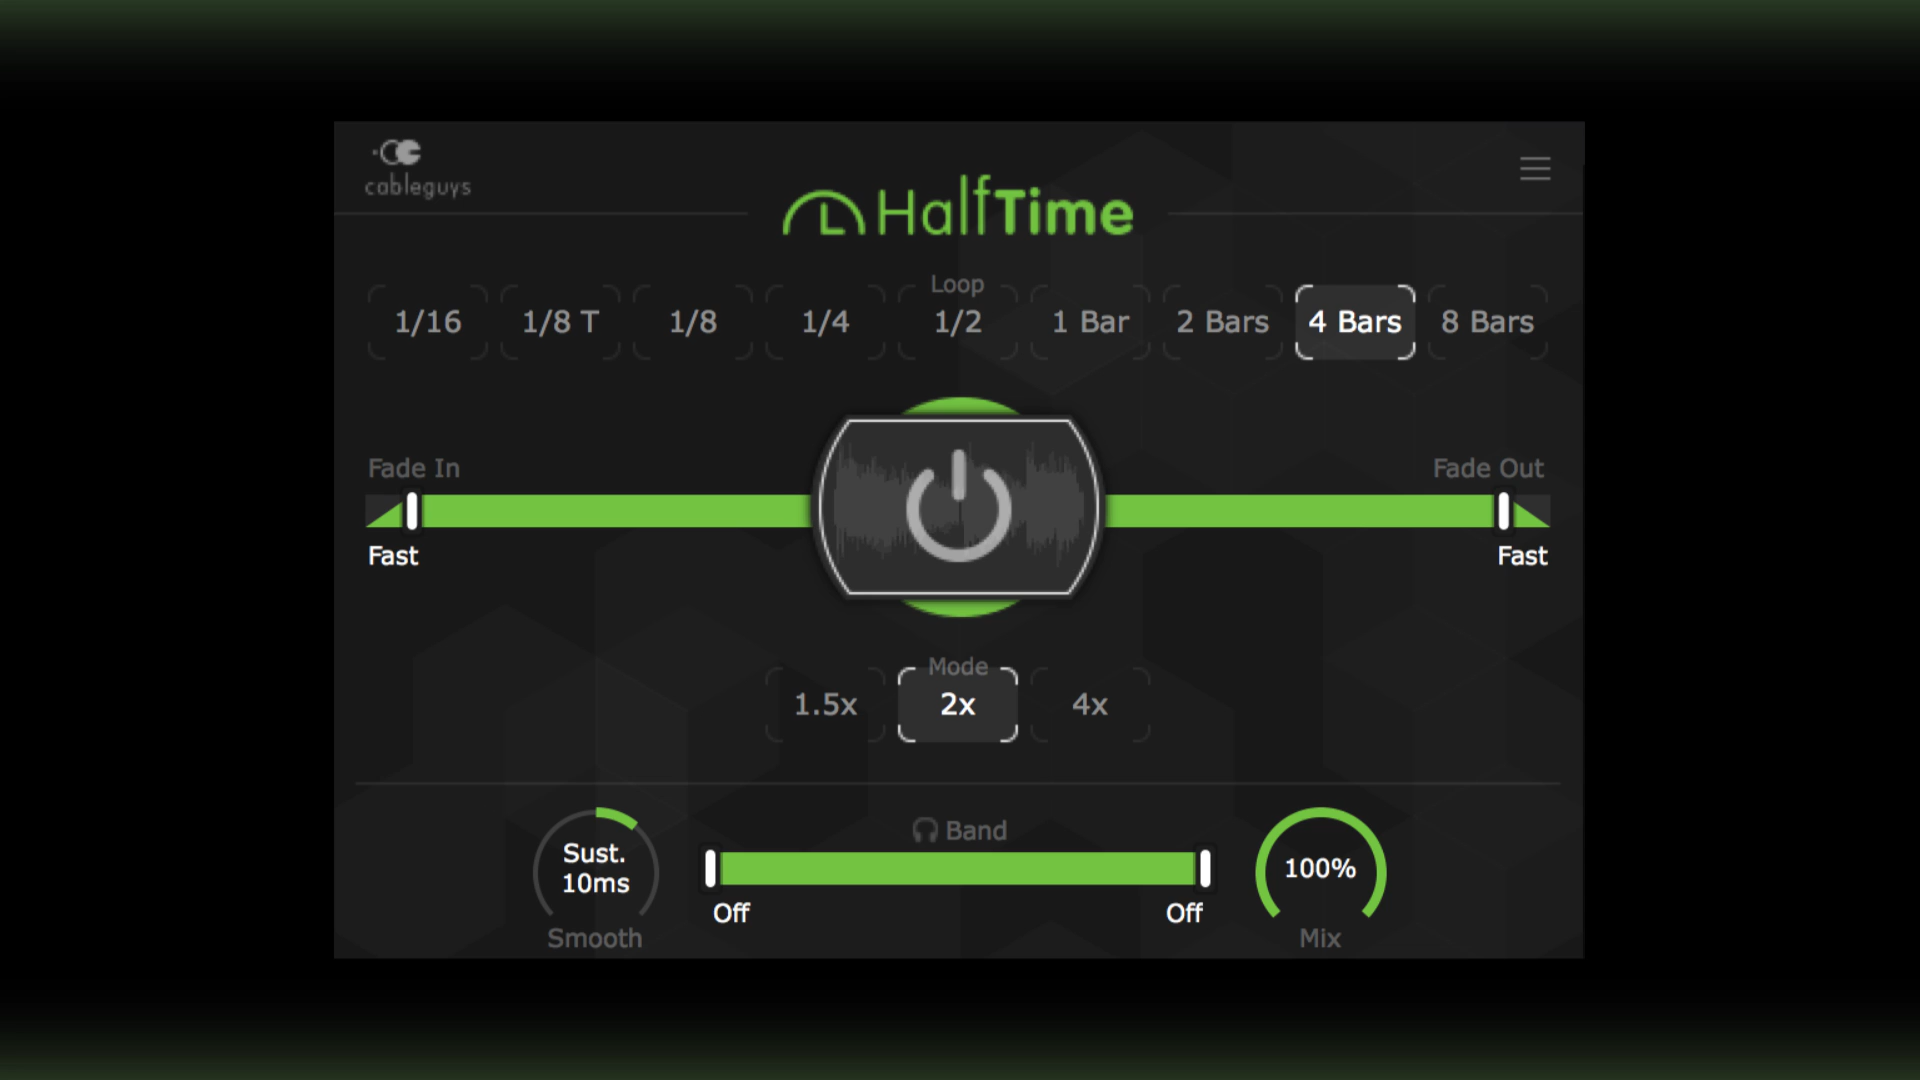 cableguys
HalfTime
Loop
1/16 1/8 T 1/8 1/4 1/2 1 Bar 2 Bars 4 Bars 8 Bars
Fade In Fade Out
Fast Fast
Mode
1.5x 2x 4x
Sust.
10ms
Smooth
Band
Off Off
100%
Mix